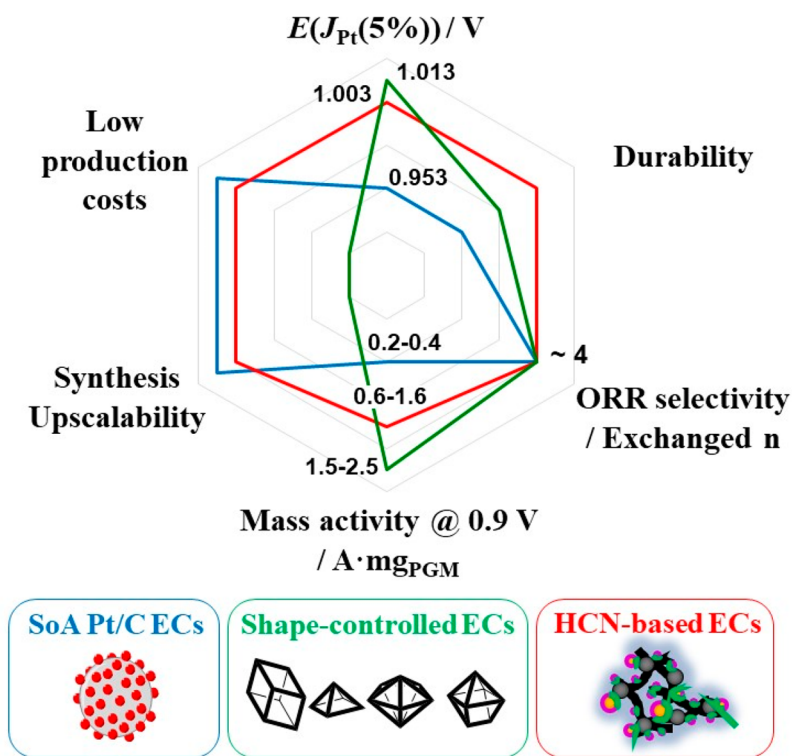 E(J_Pt(5%)) / V
1.013
1.003
Low
production
costs
Durability
0.953
0.2-0.4
~ 4
Synthesis
Upscalability
0.6-1.6
ORR selectivity
/ Exchanged n
1.5-2.5
Mass activity @ 0.9 V
/ A·mg_PGM
SoA Pt/C ECs
Shape-controlled ECs
HCN-based ECs